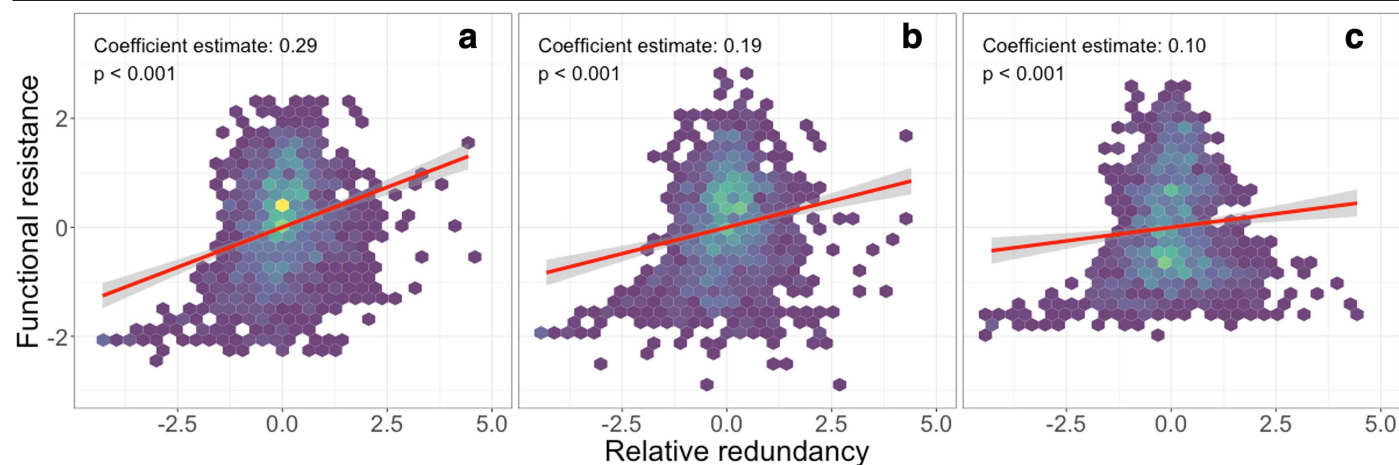 a
Coefficient estimate: 0.29
p < 0.001
b
Coefficient estimate: 0.19
p < 0.001
c
Coefficient estimate: 0.10
p < 0.001
Functional resistance
2
0
-2
-2.5 0.0 2.5 5.0
-2.5 0.0 2.5 5.0
-2.5 0.0 2.5 5.0
Relative redundancy